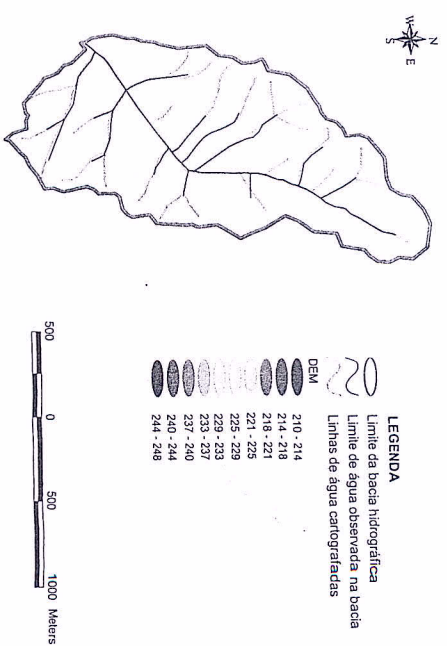 N
W E
S
LEGENDA
Limite da bacia hidrográfica
Limite de água observada na bacia
Linhas de água cartografadas
DEM
210 - 214
214 - 218
218 - 221
221 - 225
225 - 229
229 - 233
233 - 237
237 - 240
240 - 244
244 - 248
500 0 500 1000 Meters